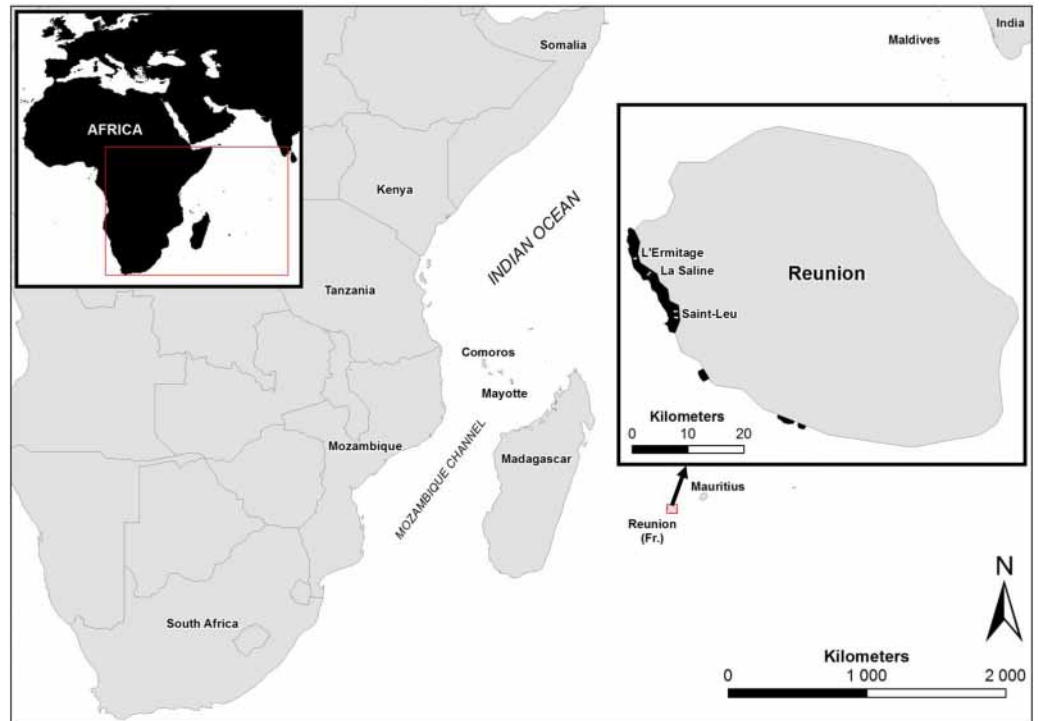 Somalia
Maldives
India
AFRICA
Kenya
INDIAN OCEAN
Tanzania
Comoros
Mayotte
Mozambique
MOZAMBIQUE CHANNEL
Madagascar
South Africa
L'Ermitage
La Saline
Saint-Leu
Reunion
Kilometers
0 10 20
Mauritius
Reunion
(Fr.)
N
Kilometers
0 1 000 2 000